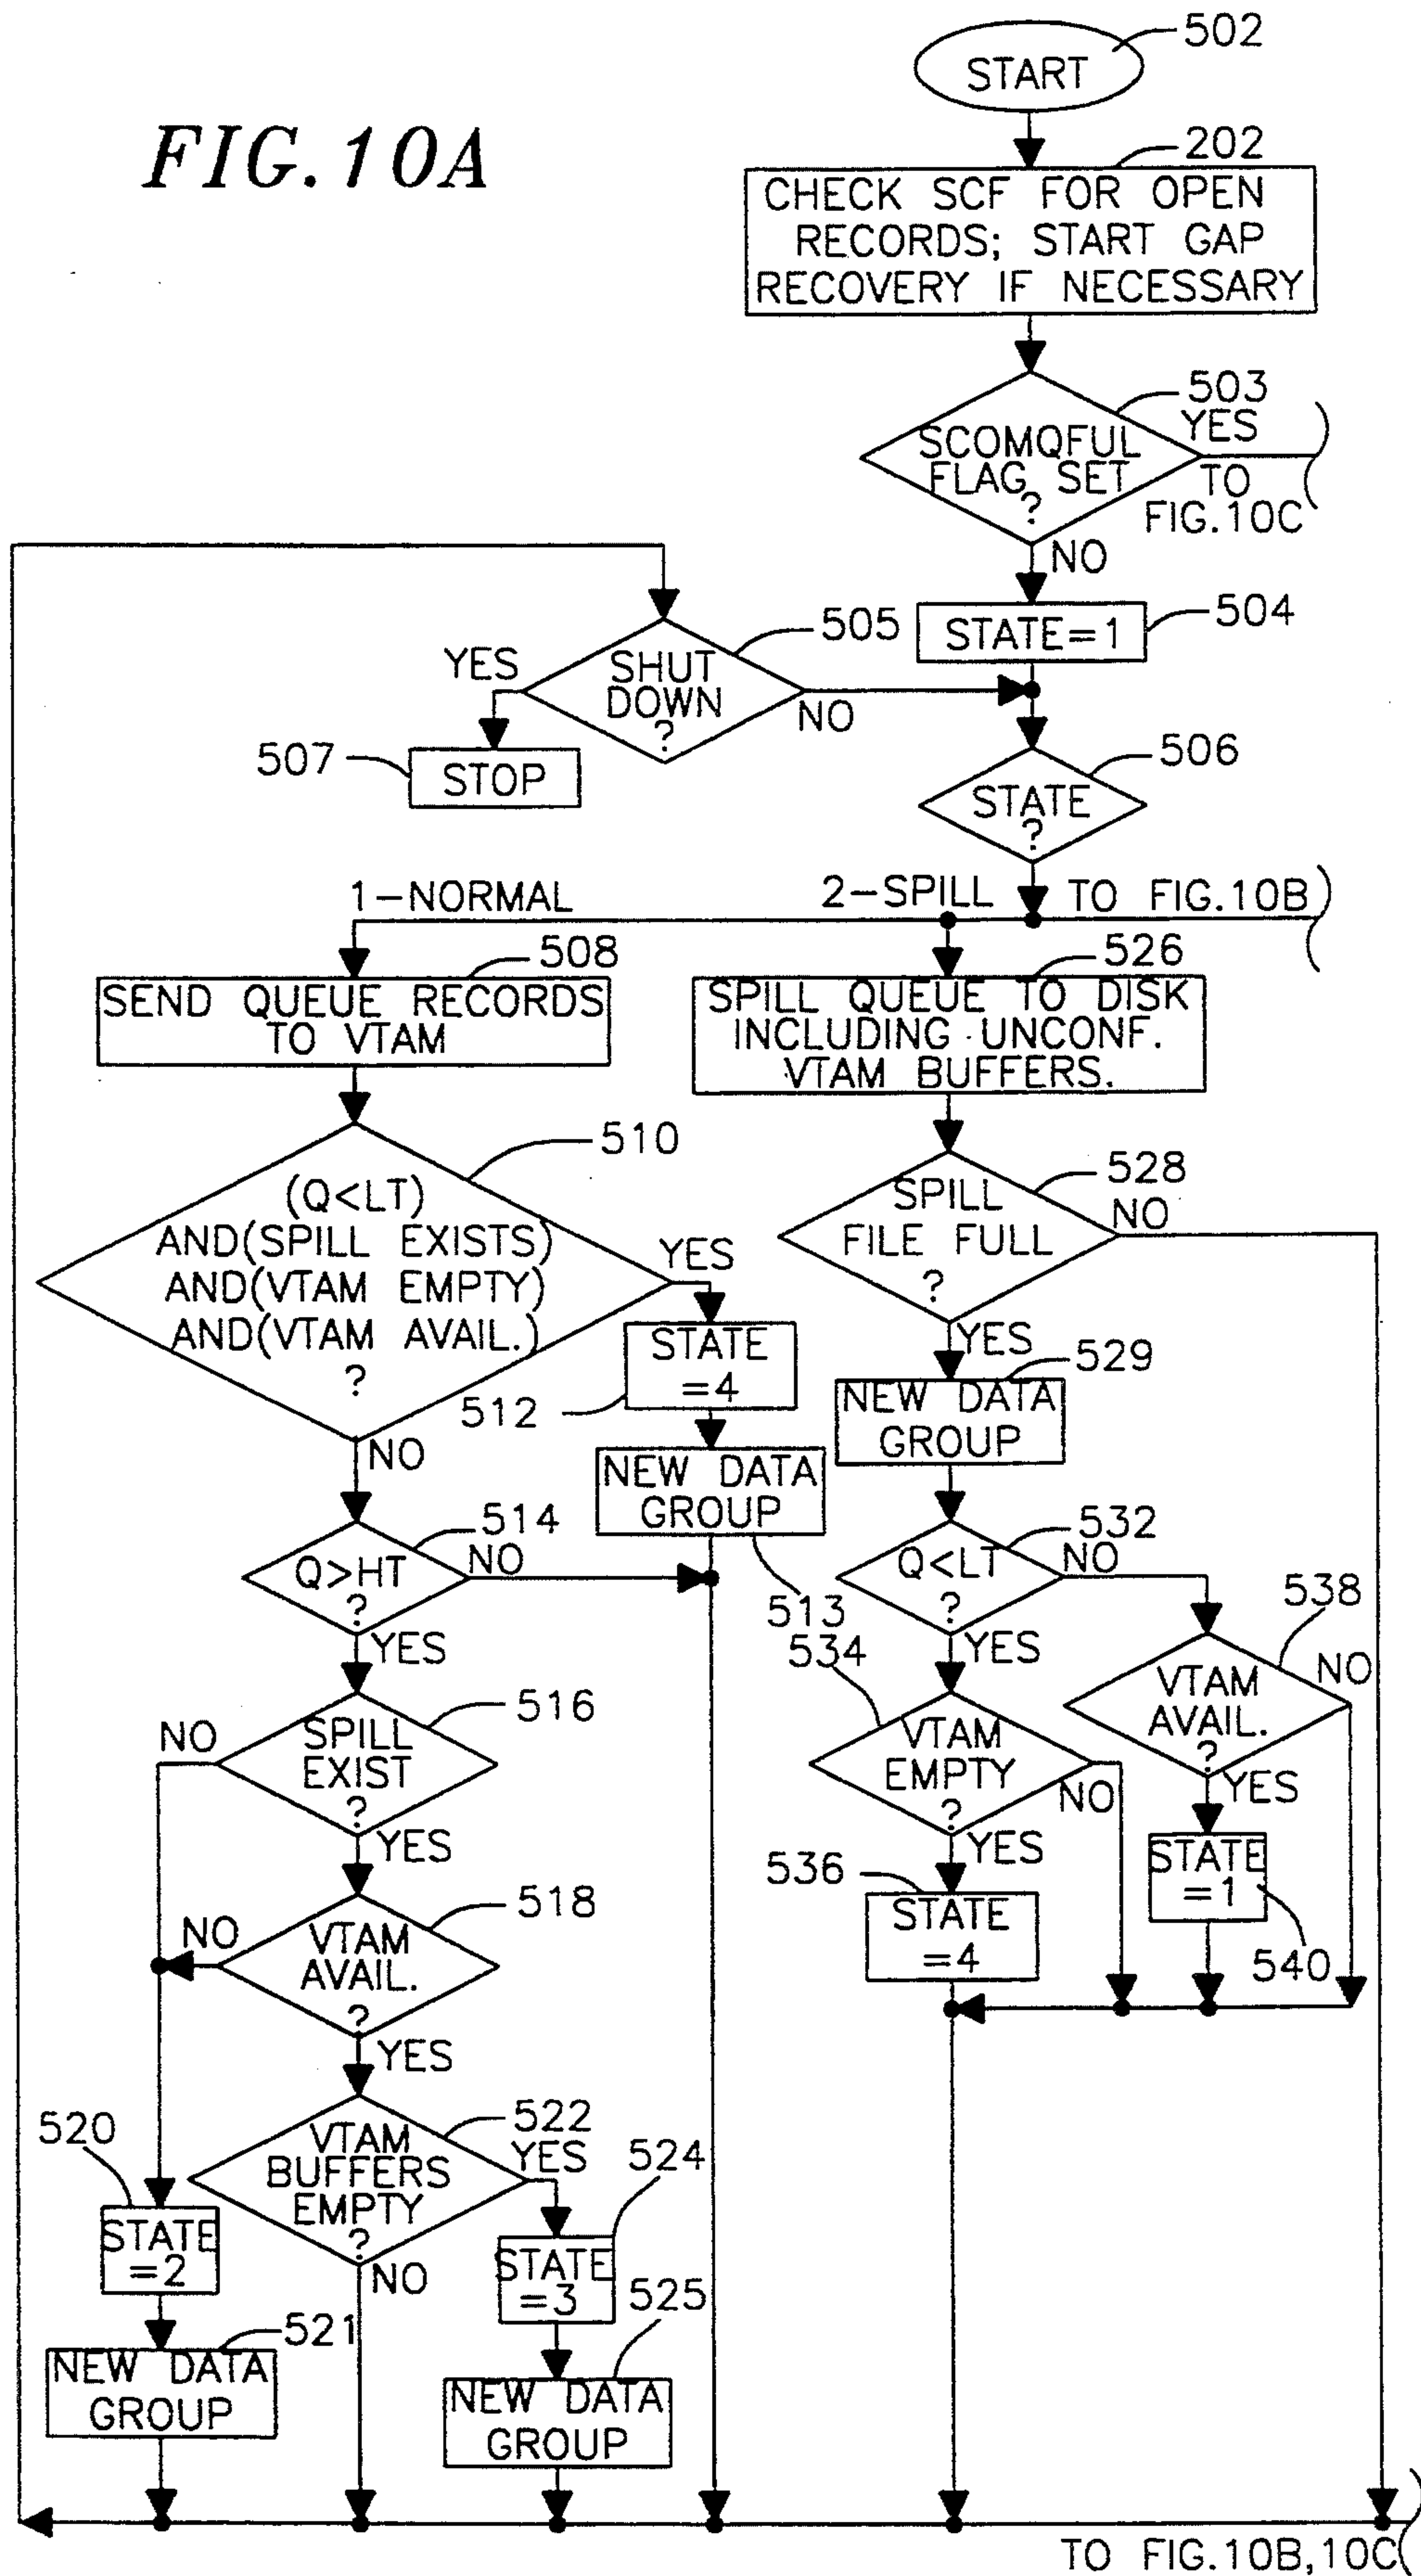 FIG.10A
502
START
202
CHECK SCF FOR OPEN
RECORDS; START GAP
RECOVERY IF NECESSARY
503
SCOMQFUL
FLAG SET
?
YES
TO
FIG.10C
NO
504
STATE=1
505
SHUT
DOWN
?
YES
NO
507
STOP
506
STATE
?
1-NORMAL
2-SPILL
TO FIG.10B
508
SEND QUEUE RECORDS
TO VTAM
526
SPILL QUEUE TO DISK
INCLUDING UNCONF.
VTAM BUFFERS.
510
(Q<LT)
AND(SPILL EXISTS)
AND(VTAM EMPTY)
AND(VTAM AVAIL.)
?
YES
NO
STATE
=4
512
NEW DATA
GROUP
513
528
SPILL
FILE FULL
?
NO
YES
529
NEW DATA
GROUP
514
Q>HT
?
NO
YES
532
Q<LT
?
NO
YES
538
VTAM
AVAIL.
?
NO
YES
534
VTAM
EMPTY
?
NO
YES
516
SPILL
EXIST
?
NO
YES
STATE
=1
540
536
STATE
=4
518
VTAM
AVAIL.
?
NO
YES
522
VTAM
BUFFERS
EMPTY
?
YES
NO
520
STATE
=2
524
STATE
=3
521
NEW DATA
GROUP
525
NEW DATA
GROUP
TO FIG.10B,10C